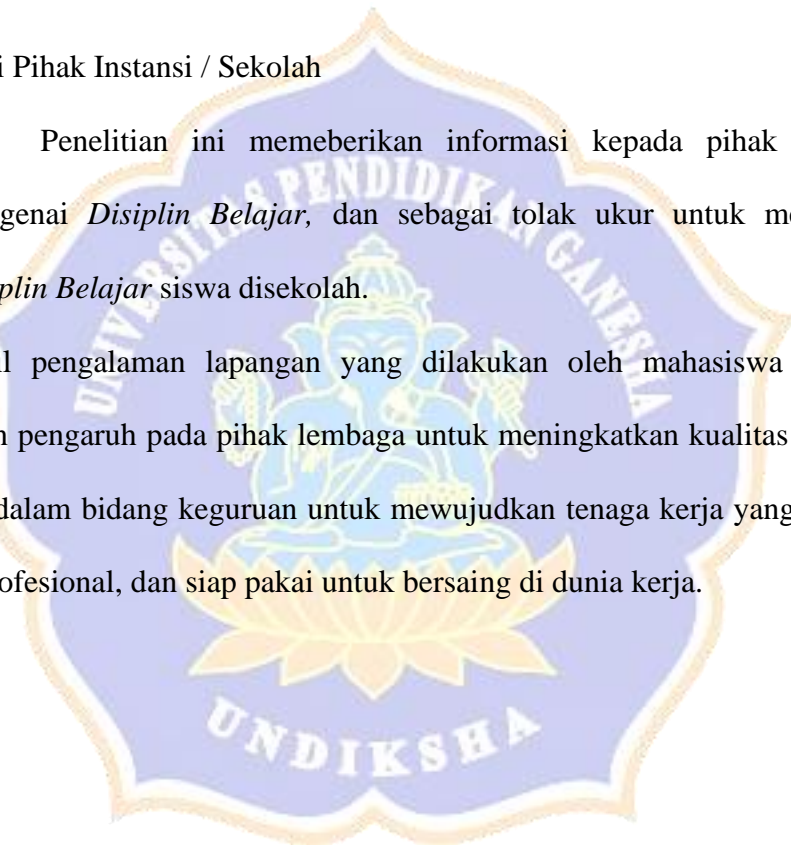 i Pihak Instansi / Sekolah
Penelitian ini memeberikan informasi kepada pihak
genai Disiplin Belajar, dan sebagai tolak ukur untuk me
plin Belajar siswa disekolah.
l pengalaman lapangan yang dilakukan oleh mahasiswa
n pengaruh pada pihak lembaga untuk meningkatkan kualitas
dalam bidang keguruan untuk mewujudkan tenaga kerja yang
ofesional, dan siap pakai untuk bersaing di dunia kerja.
UNIVERSITAS PENDIDIKAN GANESHA
UNDIKSHA